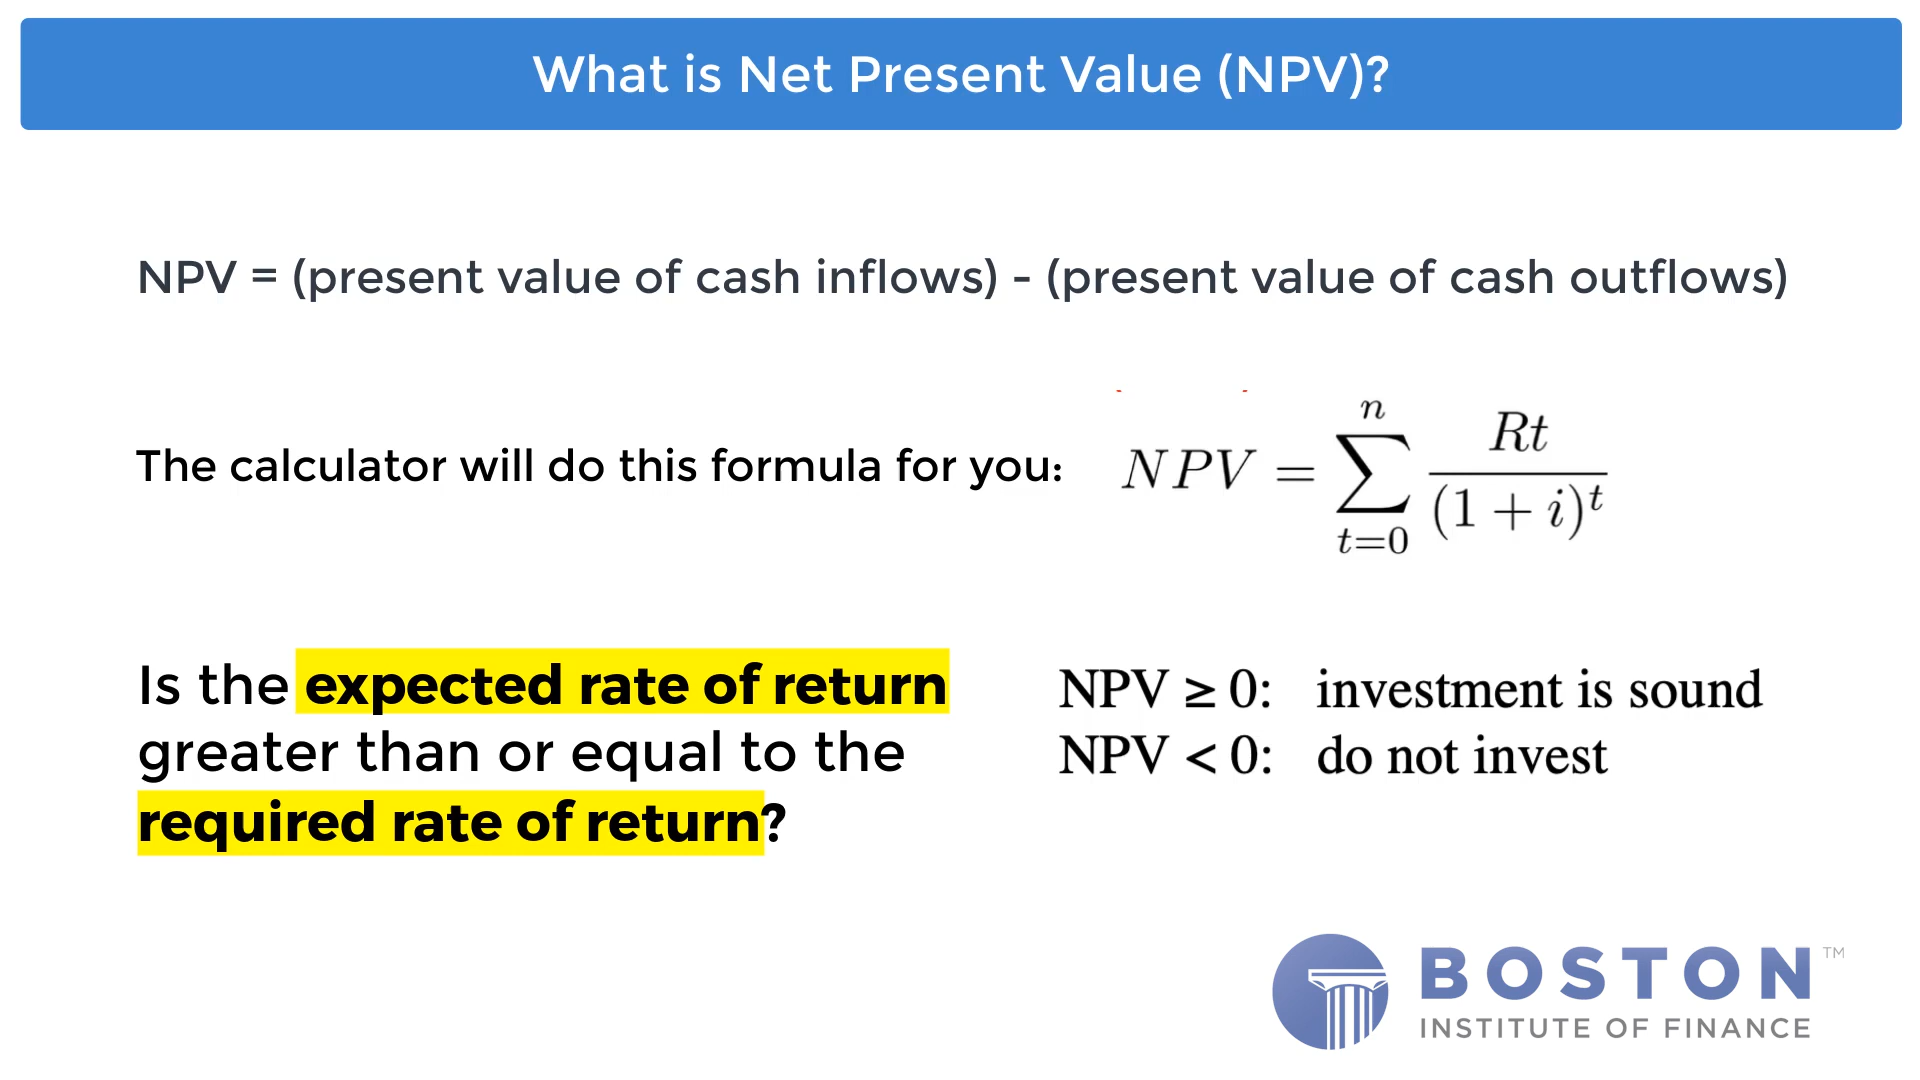 What is Net Present Value (NPV)?
NPV = (present value of cash inflows) - (present value of cash outflows)
The calculator will do this formula for you:
NPV = \sum_{t=0}^{n} \frac{Rt}{(1+i)^t}
Is the expected rate of return
greater than or equal to the
required rate of return?
NPV ≥ 0: investment is sound
NPV < 0: do not invest
BOSTON™
INSTITUTE OF FINANCE